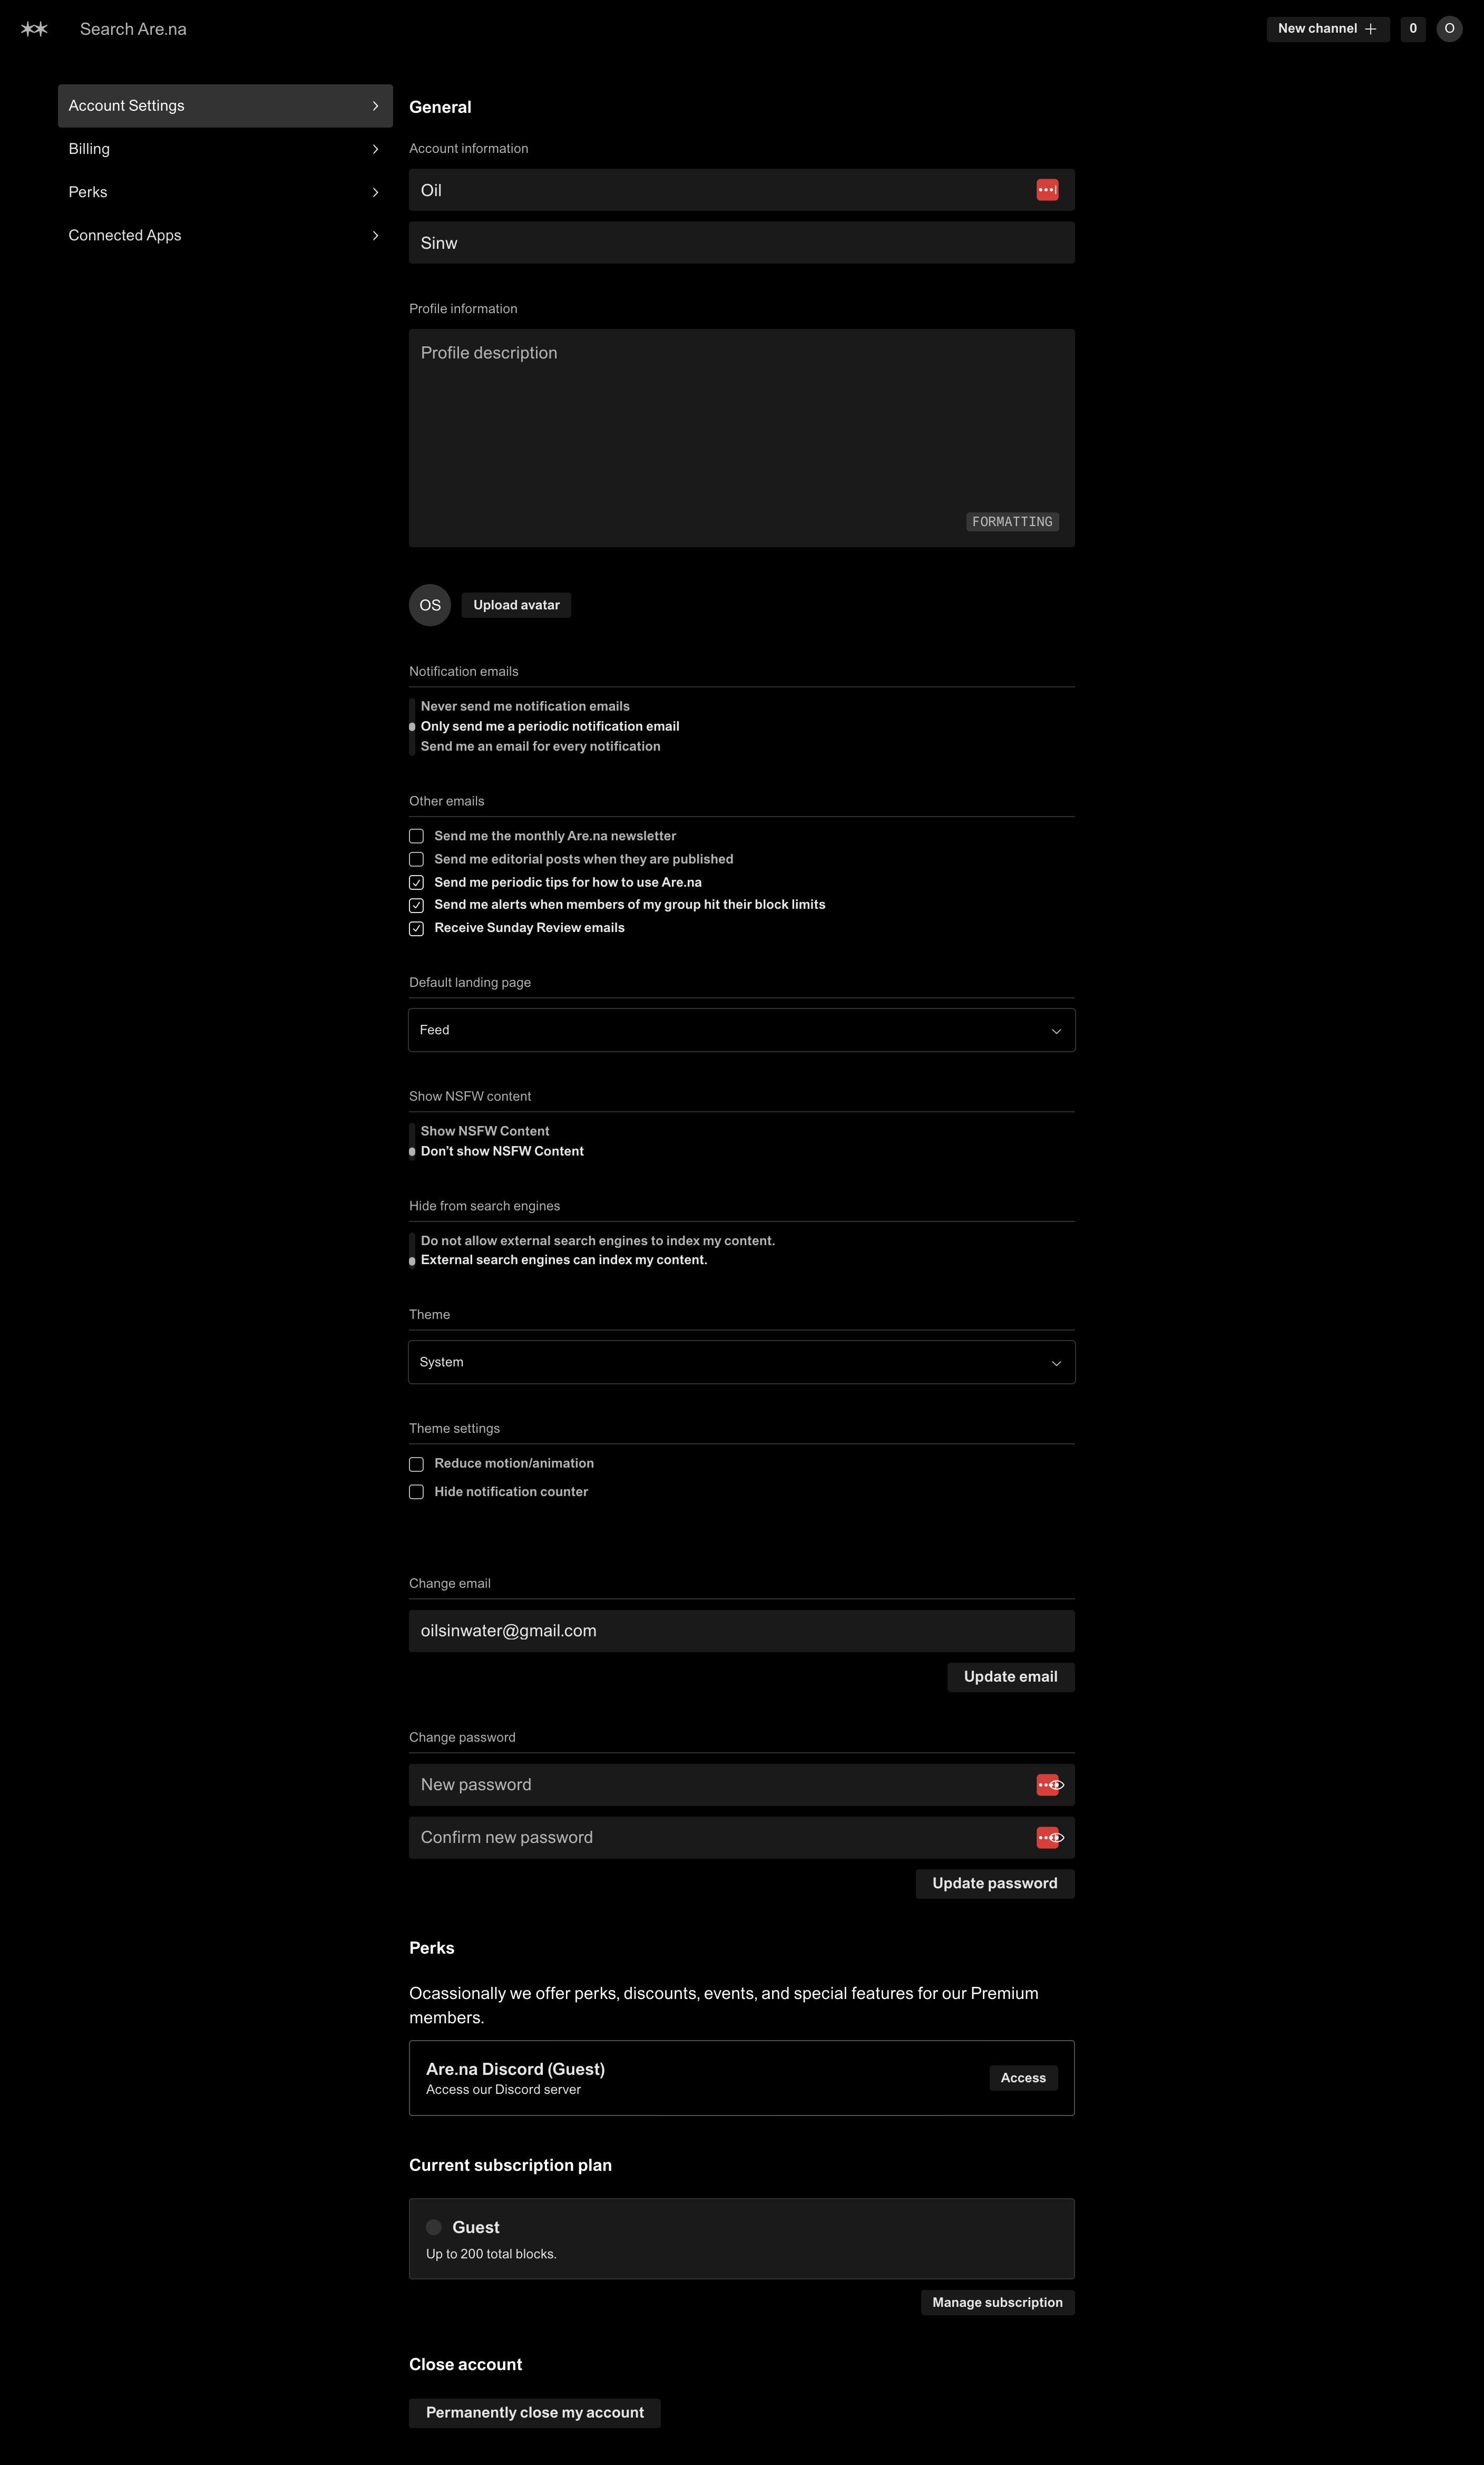 Search Are.na
New channel
0
O
Account Settings
Billing
Perks
Connected Apps
General
Account information
Oil
Sinw
Profile information
Profile description
FORMATTING
OS
Upload avatar
Notification emails
Never send me notification emails
Only send me a periodic notification email
Send me an email for every notification
Other emails
Send me the monthly Are.na newsletter
Send me editorial posts when they are published
Send me periodic tips for how to use Are.na
Send me alerts when members of my group hit their block limits
Receive Sunday Review emails
Default landing page
Feed
Show NSFW content
Show NSFW Content
Don't show NSFW Content
Hide from search engines
Do not allow external search engines to index my content.
External search engines can index my content.
Theme
System
Theme settings
Reduce motion/animation
Hide notification counter
Change email
oilsinwater@gmail.com
Update email
Change password
New password
Confirm new password
Update password
Perks
Ocassionally we offer perks, discounts, events, and special features for our Premium
members.
Are.na Discord (Guest)
Access our Discord server
Access
Current subscription plan
Guest
Up to 200 total blocks.
Manage subscription
Close account
Permanently close my account